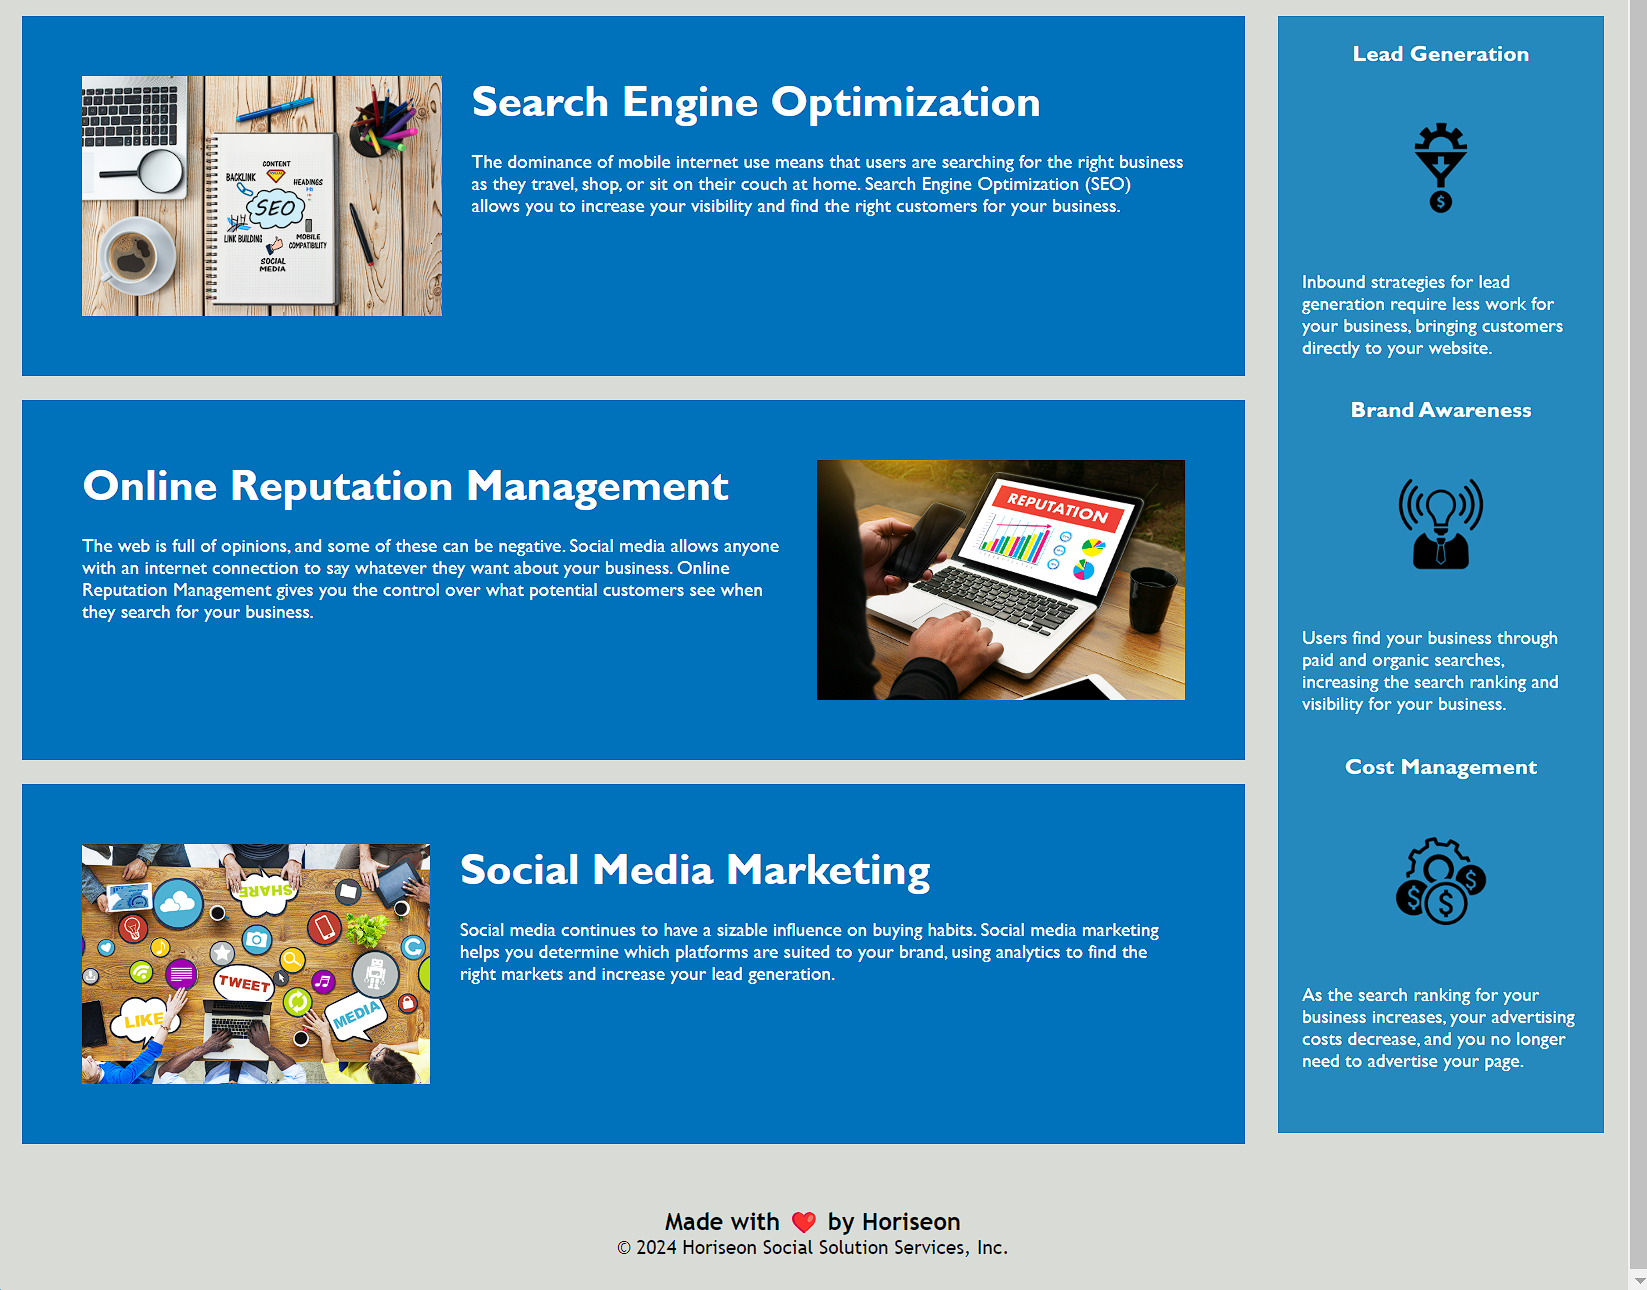 Search Engine Optimization
The dominance of mobile internet use means that users are searching for the right business
as they travel, shop, or sit on their couch at home. Search Engine Optimization (SEO)
allows you to increase your visibility and find the right customers for your business.
CONTENT
BACKLINK
HEADINGS
SEO
LINK BUILDING
MOBILE
COMPATIBILITY
SOCIAL
MEDIA
Online Reputation Management
The web is full of opinions, and some of these can be negative. Social media allows anyone
with an internet connection to say whatever they want about your business. Online
Reputation Management gives you the control over what potential customers see when
they search for your business.
REPUTATION
Social Media Marketing
Social media continues to have a sizable influence on buying habits. Social media marketing
helps you determine which platforms are suited to your brand, using analytics to find the
right markets and increase your lead generation.
SHARE
TWEET
LIKE
MEDIA
Lead Generation
$
Inbound strategies for lead
generation require less work for
your business, bringing customers
directly to your website.
Brand Awareness
Users find your business through
paid and organic searches,
increasing the search ranking and
visibility for your business.
Cost Management
$ $ $
As the search ranking for your
business increases, your advertising
costs decrease, and you no longer
need to advertise your page.
Made with ❤️ by Horiseon
© 2024 Horiseon Social Solution Services, Inc.